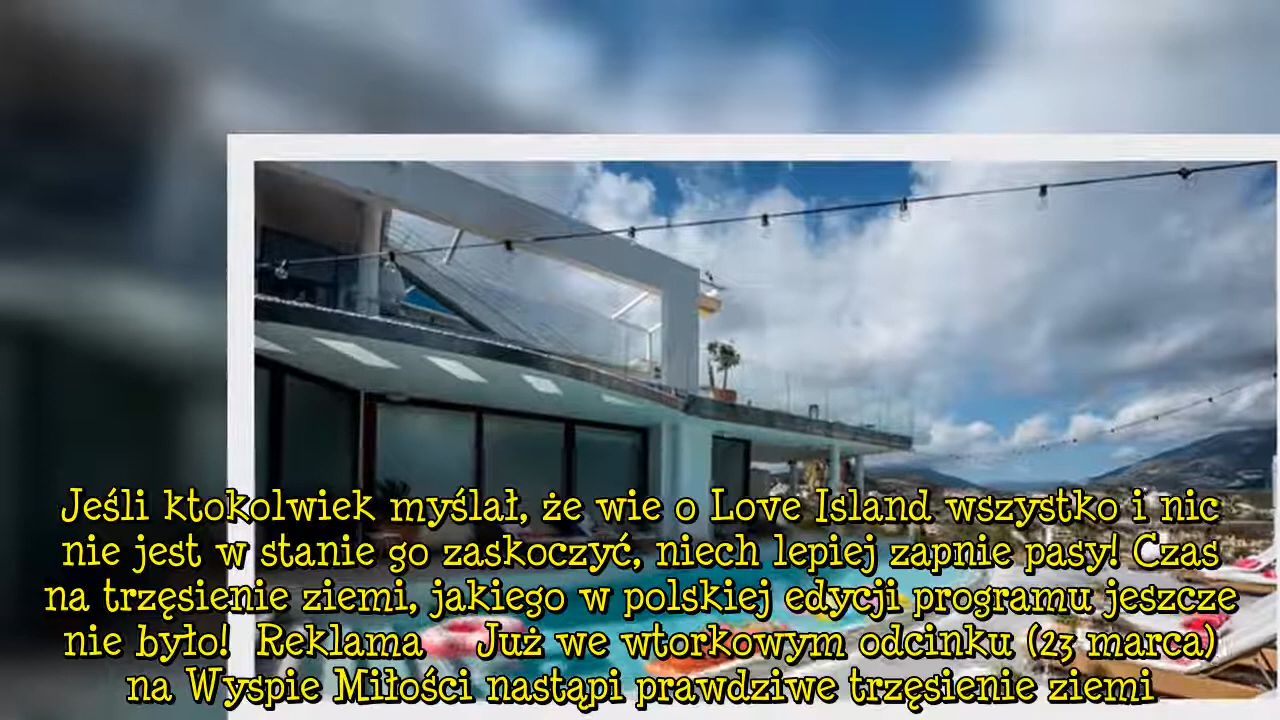 Jeśli ktokolwiek myślał, że wie o Love Island wszystko i nic
nie jest w stanie go zaskoczyć, niech lepiej zapnie pasy! Czas
na trzęsienie ziemi, jakiego w polskiej edycji programu jeszcze
nie było! Reklama Już we wtorkowym odcinku (23 marca)
na Wyspie Miłości nastąpi prawdziwe trzęsienie ziemi